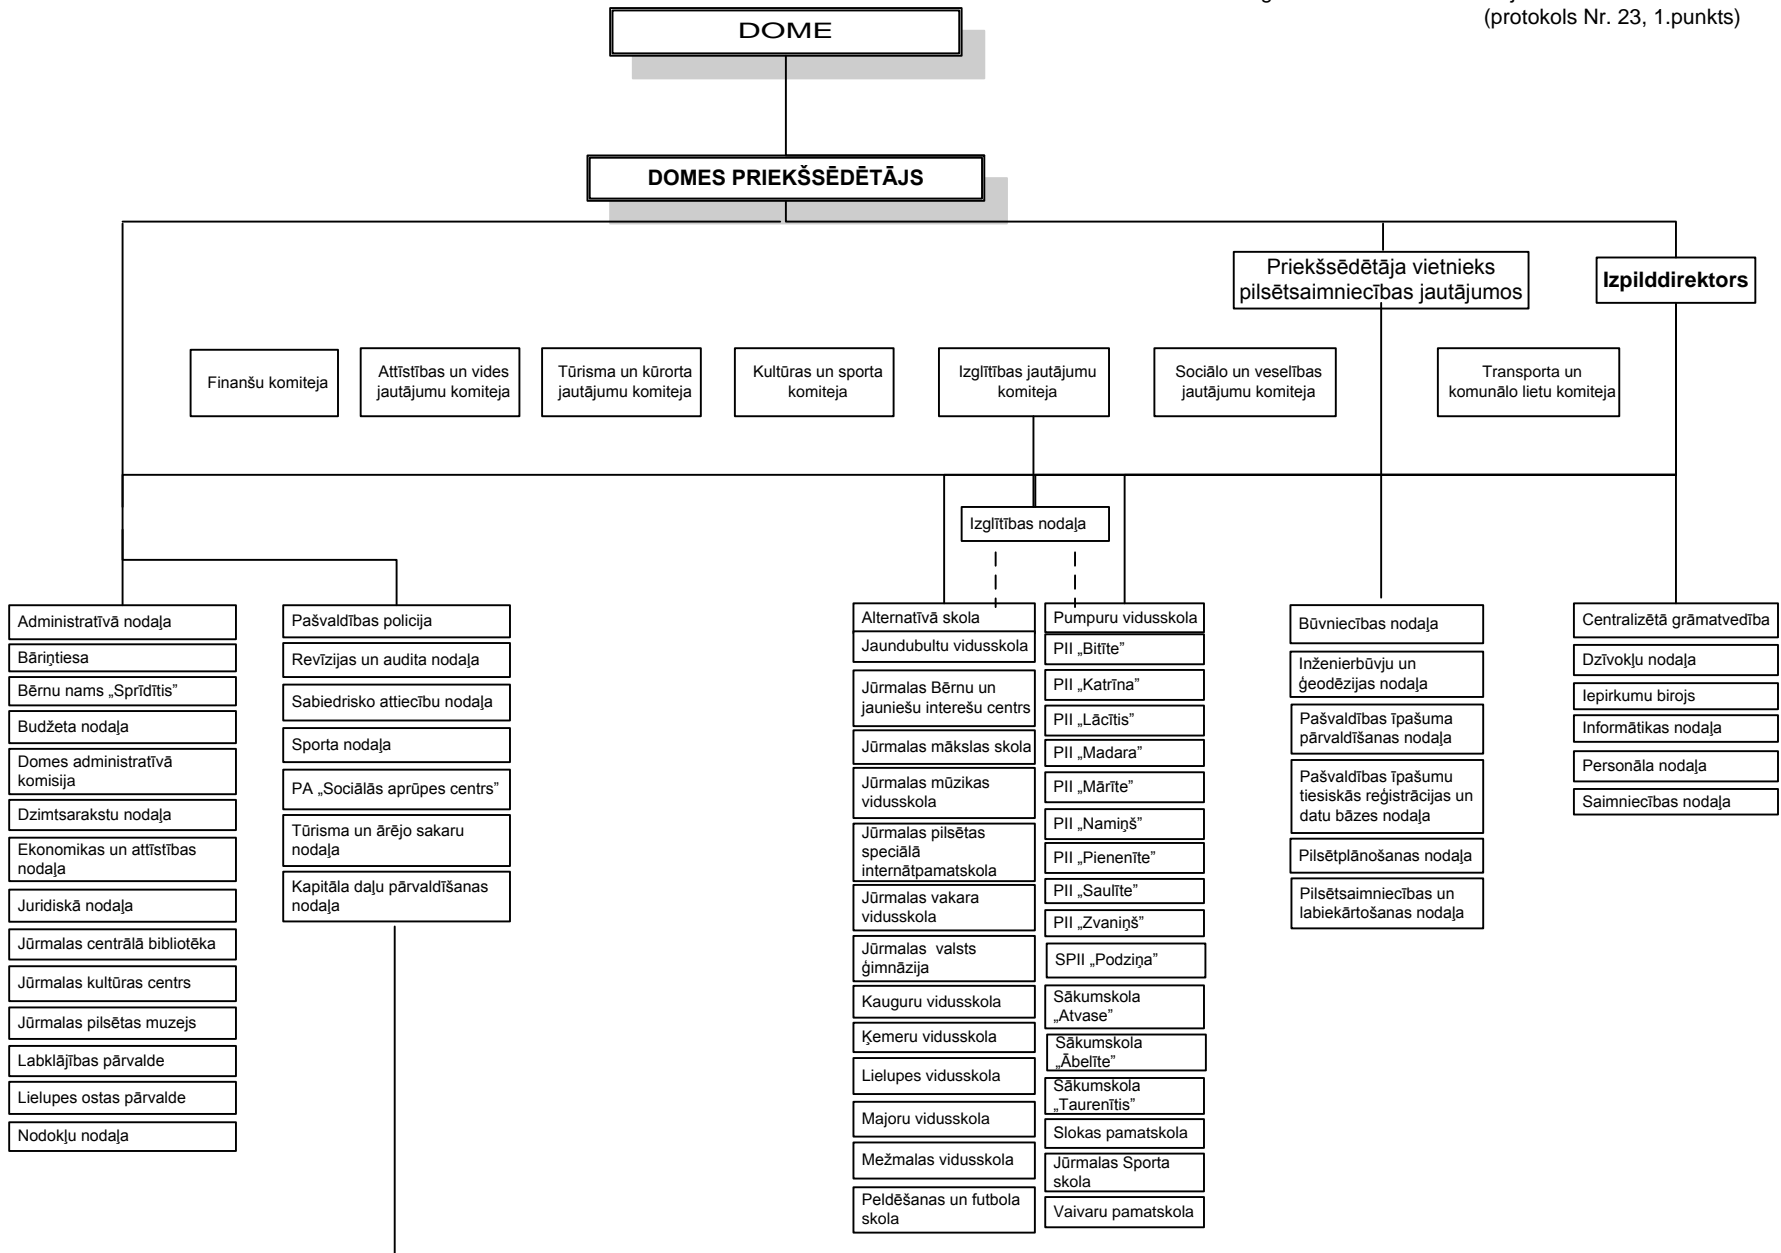 (protokols Nr. 23, 1.punkts)
DOME
DOMES PRIEKŠSĒDĒTĀJS
Priekšsēdētāja vietnieks
pilsētsaimniecības jautājumos
Izpilddirektors
Finanšu komiteja
Attīstības un vides
jautājumu komiteja
Tūrisma un kūrorta
jautājumu komiteja
Kultūras un sporta
komiteja
Izglītības jautājumu
komiteja
Sociālo un veselības
jautājumu komiteja
Transporta un
komunālo lietu komiteja
Izglītības nodaļa
Administratīvā nodaļa
Bāriņtiesa
Bērnu nams „Sprīdītis”
Budžeta nodaļa
Domes administratīvā
komisija
Dzimtsarakstu nodaļa
Ekonomikas un attīstības
nodaļa
Juridiskā nodaļa
Jūrmalas centrālā bibliotēka
Jūrmalas kultūras centrs
Jūrmalas pilsētas muzejs
Labklājības pārvalde
Lielupes ostas pārvalde
Nodokļu nodaļa
Pašvaldības policija
Revīzijas un audita nodaļa
Sabiedrisko attiecību nodaļa
Sporta nodaļa
PA „Sociālās aprūpes centrs”
Tūrisma un ārējo sakaru
nodaļa
Kapitāla daļu pārvaldīšanas
nodaļa
Alternatīvā skola
Jaundubultu vidusskola
Jūrmalas Bērnu un
jauniešu interešu centrs
Jūrmalas mākslas skola
Jūrmalas mūzikas
vidusskola
Jūrmalas pilsētas
speciālā
internātpamatskola
Jūrmalas vakara
vidusskola
Jūrmalas  valsts
ģimnāzija
Kauguru vidusskola
Ķemeru vidusskola
Lielupes vidusskola
Majoru vidusskola
Mežmalas vidusskola
Peldēšanas un futbola
skola
Pumpuru vidusskola
PII „Bitīte”
PII „Katrīna”
PII „Lācītis”
PII „Madara”
PII „Mārīte”
PII „Namiņš”
PII „Pienenīte”
PII „Saulīte”
PII „Zvaniņš”
SPII „Podziņa”
Sākumskola
„Atvase”
Sākumskola
„Ābelīte”
Sākumskola
„Taurenītis”
Slokas pamatskola
Jūrmalas Sporta
skola
Vaivaru pamatskola
Būvniecības nodaļa
Inženierbūvju un
ģeodēzijas nodaļa
Pašvaldības īpašuma
pārvaldīšanas nodaļa
Pašvaldības īpašumu
tiesiskās reģistrācijas un
datu bāzes nodaļa
Pilsētplānošanas nodaļa
Pilsētsaimniecības un
labiekārtošanas nodaļa
Centralizētā grāmatvedība
Dzīvokļu nodaļa
Iepirkumu birojs
Informātikas nodaļa
Personāla nodaļa
Saimniecības nodaļa